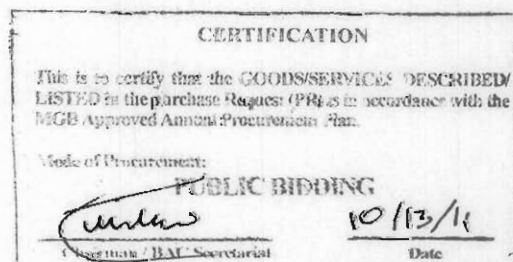 CERTIFICATION
This is to certify that the GOODS/SERVICES DESCRIBED/
LISTED in the purchase Request (PR) is in accordance with the
MGB Approved Annual Procurement Plan.
Mode of Procurement:
PUBLIC BIDDING
10/13/11
Chairman / BAC Secretariat
Date